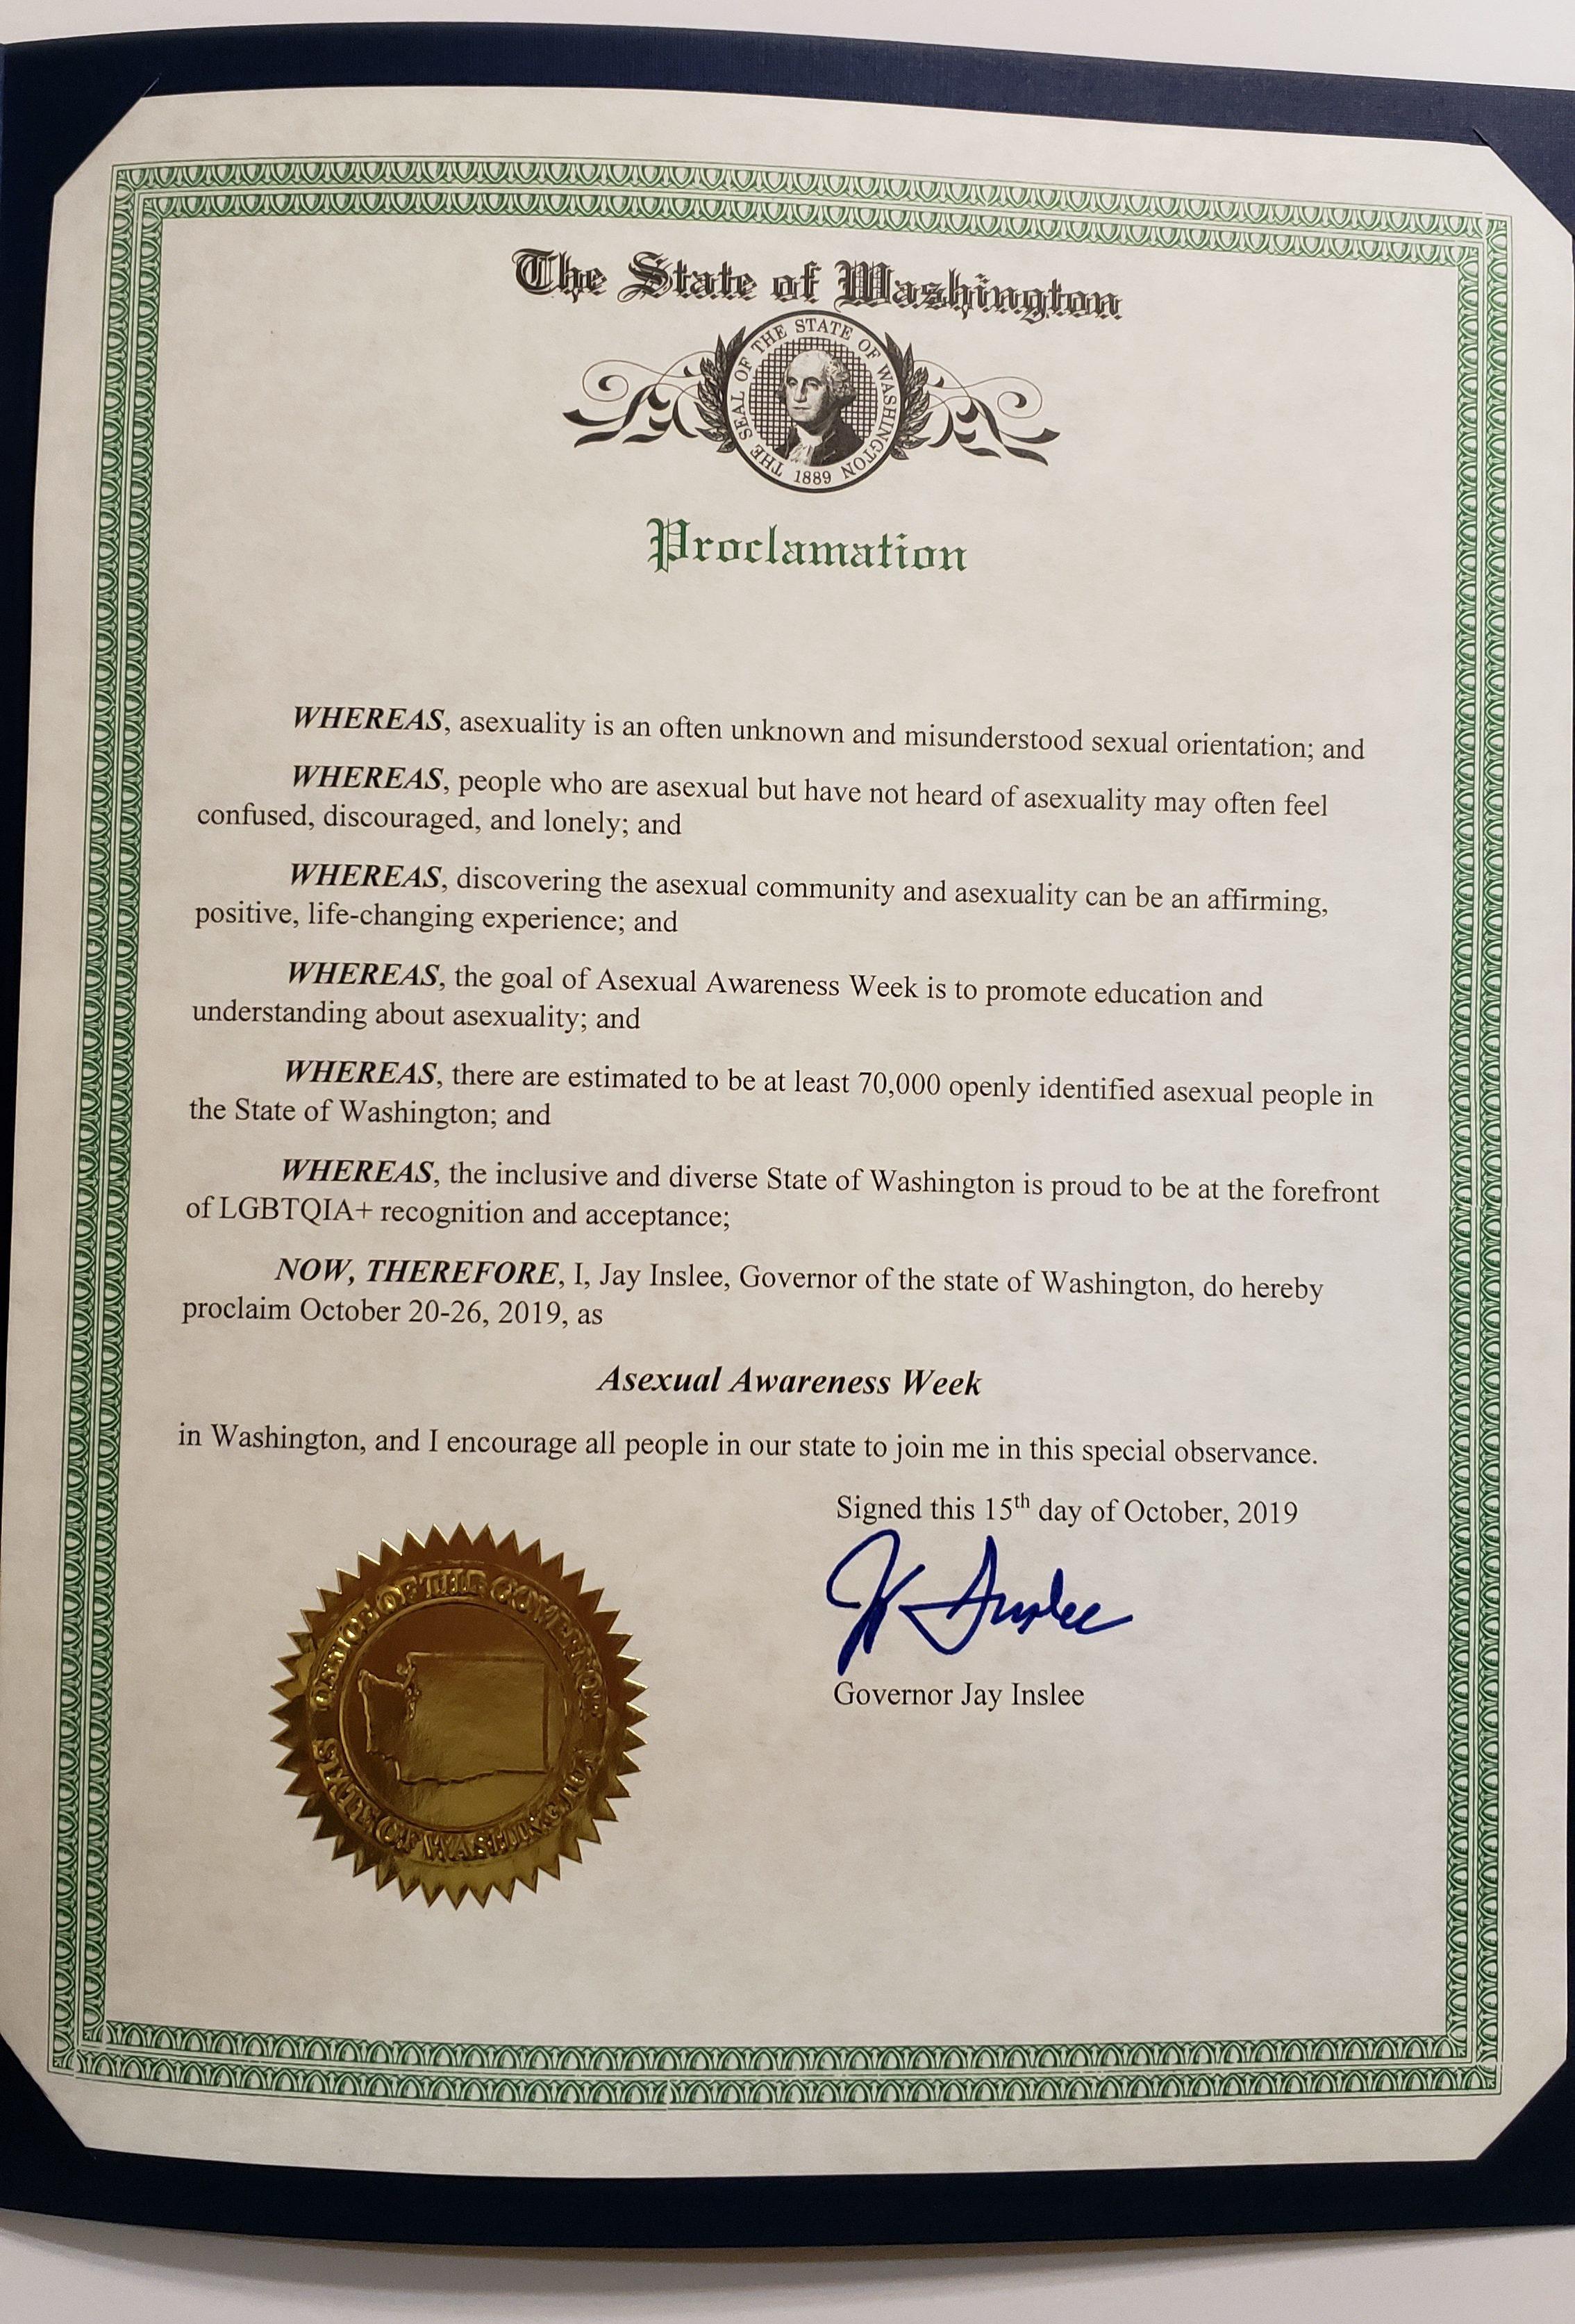 The State of Washington
THE SEAL OF THE STATE OF WASHINGTON
1889
Proclamation
WHEREAS, asexuality is an often unknown and misunderstood sexual orientation; and
WHEREAS, people who are asexual but have not heard of asexuality may often feel
confused, discouraged, and lonely; and
WHEREAS, discovering the asexual community and asexuality can be an affirming,
positive, life-changing experience; and
WHEREAS, the goal of Asexual Awareness Week is to promote education and
understanding about asexuality; and
WHEREAS, there are estimated to be at least 70,000 openly identified asexual people in
the State of Washington; and
WHEREAS, the inclusive and diverse State of Washington is proud to be at the forefront
of LGBTQIA+ recognition and acceptance;
NOW, THEREFORE, I, Jay Inslee, Governor of the state of Washington, do hereby
proclaim October 20-26, 2019, as
Asexual Awareness Week
in Washington, and I encourage all people in our state to join me in this special observance.
Signed this 15th day of October, 2019
Jay Inslee
Governor Jay Inslee
OFFICE OF THE GOVERNOR
STATE OF WASHINGTON